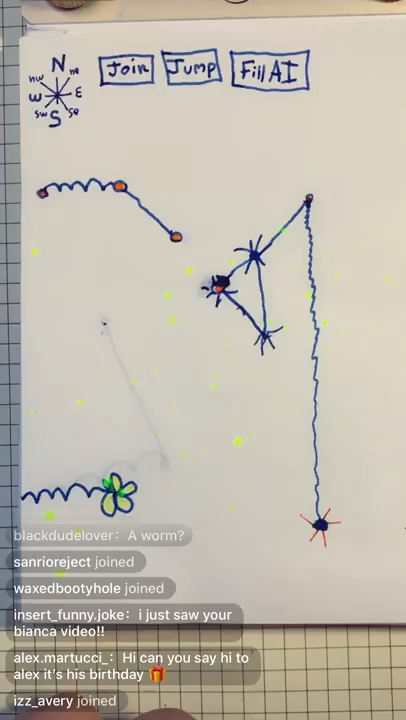 N
nw ne
W E
sw se
S
Join Jump Fill AI
blackdudelover: A worm?
sanrioreject joined
waxedbootyhole joined
insert_funny.joke: i just saw your
bianca video!!
alex.martucci_: Hi can you say hi to
alex it's his birthday 🎁
izz_avery joined